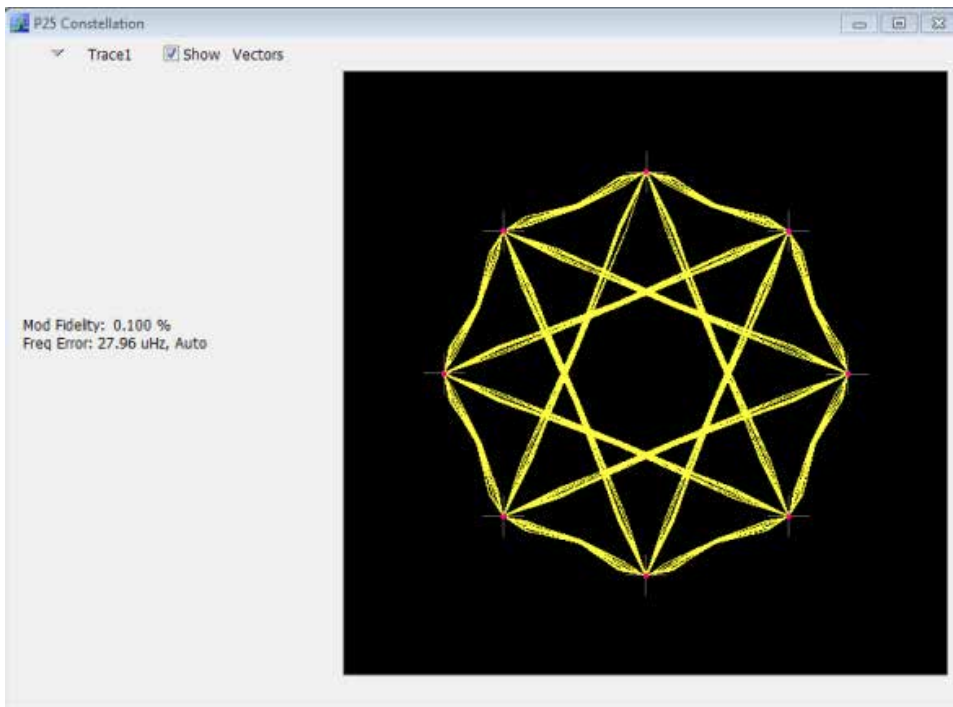 P25 Constellation
Trace1 Show Vectors
Mod Fidelity: 0.100 %
Freq Error: 27.96 uHz, Auto